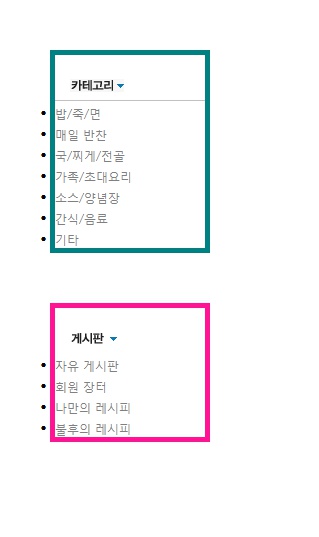 카테고리
밥/죽/면
매일 반찬
국/찌게/전골
가족/초대요리
소스/양념장
간식/음료
기타
게시판
자유 게시판
회원 장터
나만의 레시피
불후의 레시피